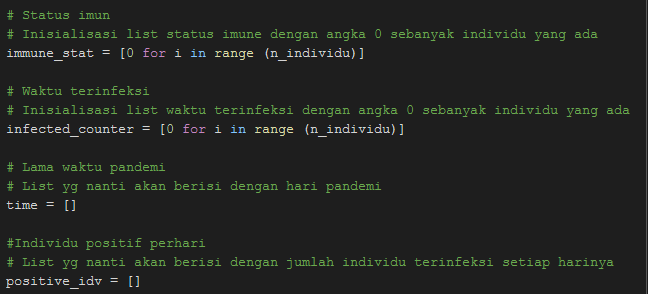 # Status imun
# Inisialisasi list status imune dengan angka 0 sebanyak individu yang ada
immune_stat = [0 for i in range (n_individu)]
# Waktu terinfeksi
# Inisialisasi list waktu terinfeksi dengan angka 0 sebanyak individu yang ada
infected_counter = [0 for i in range (n_individu)]
# Lama waktu pandemi
# List yg nanti akan berisi dengan hari pandemi
time = []
#Individu positif perhari
# List yg nanti akan berisi dengan jumlah individu terinfeksi setiap harinya
positive_idv = []